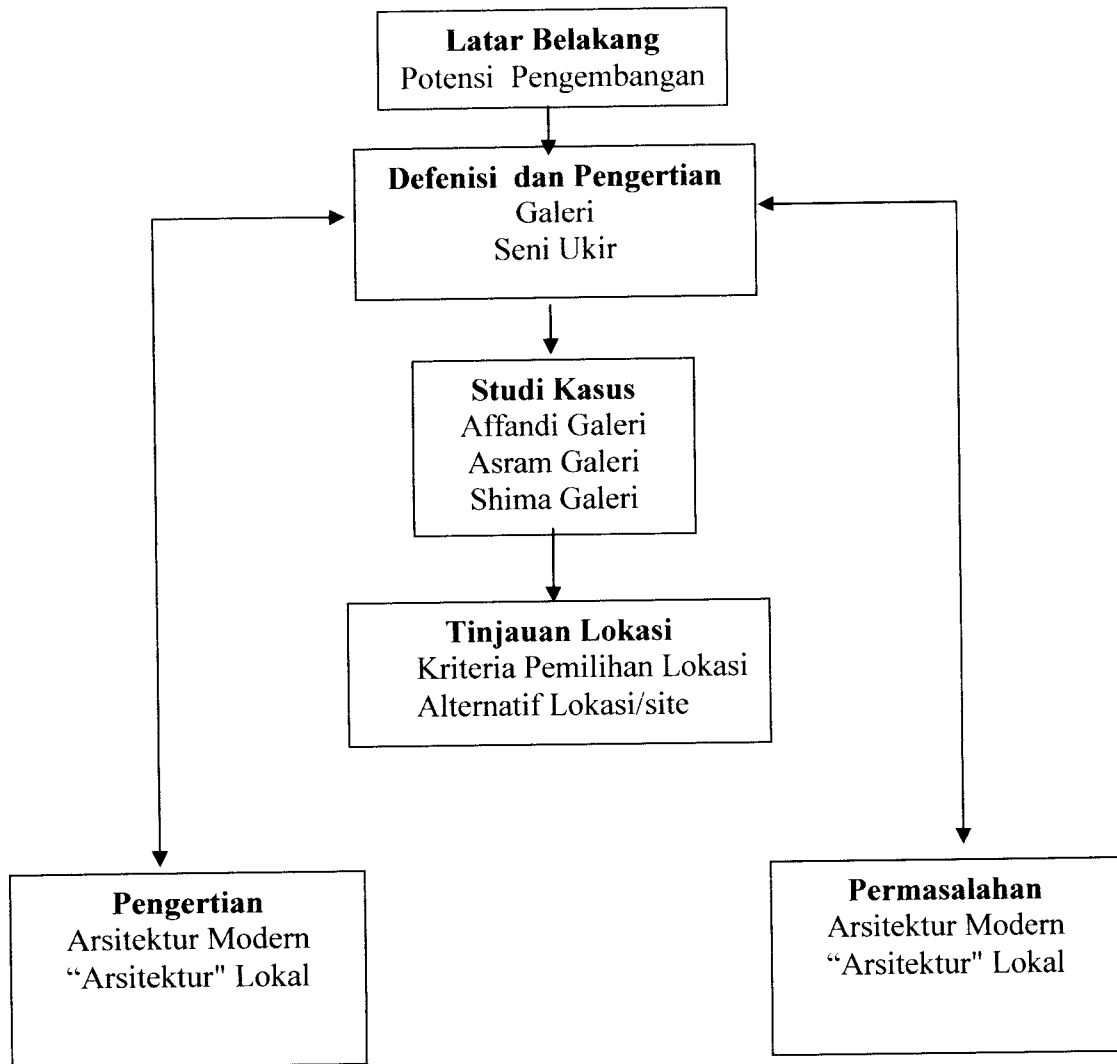 Latar Belakang
Potensi Pengembangan
Defenisi dan Pengertian
Galeri
Seni Ukir
Studi Kasus
Affandi Galeri
Asram Galeri
Shima Galeri
Tinjauan Lokasi
Kriteria Pemilihan Lokasi
Alternatif Lokasi/site
Pengertian
Arsitektur Modern
“Arsitektur" Lokal
Permasalahan
Arsitektur Modern
“Arsitektur" Lokal